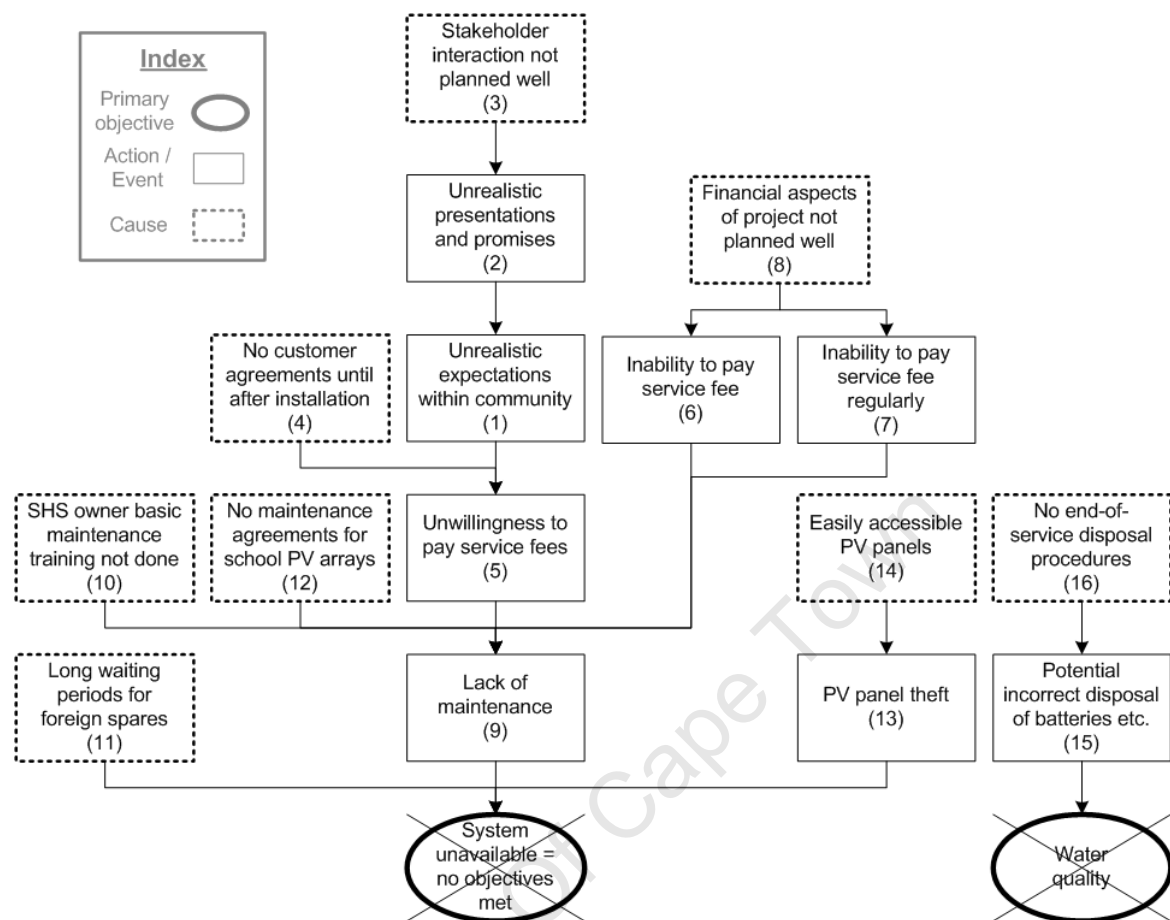 Index
Primary
objective
Action /
Event
Cause
Stakeholder
interaction not
planned well
(3)
Unrealistic
presentations
and promises
(2)
Financial aspects
of project not
planned well
(8)
No customer
agreements until
after installation
(4)
Unrealistic
expectations
within community
(1)
Inability to pay
service fee
(6)
Inability to pay
service fee
regularly
(7)
SHS owner basic
maintenance
training not done
(10)
No maintenance
agreements for
school PV arrays
(12)
Unwillingness to
pay service fees
(5)
Easily accessible
PV panels
(14)
No end-of-
service disposal
procedures
(16)
Long waiting
periods for
foreign spares
(11)
Lack of
maintenance
(9)
PV panel theft
(13)
Potential
incorrect disposal
of batteries etc.
(15)
System
unavailable =
no objectives
met
Water
quality
Of Cape Town